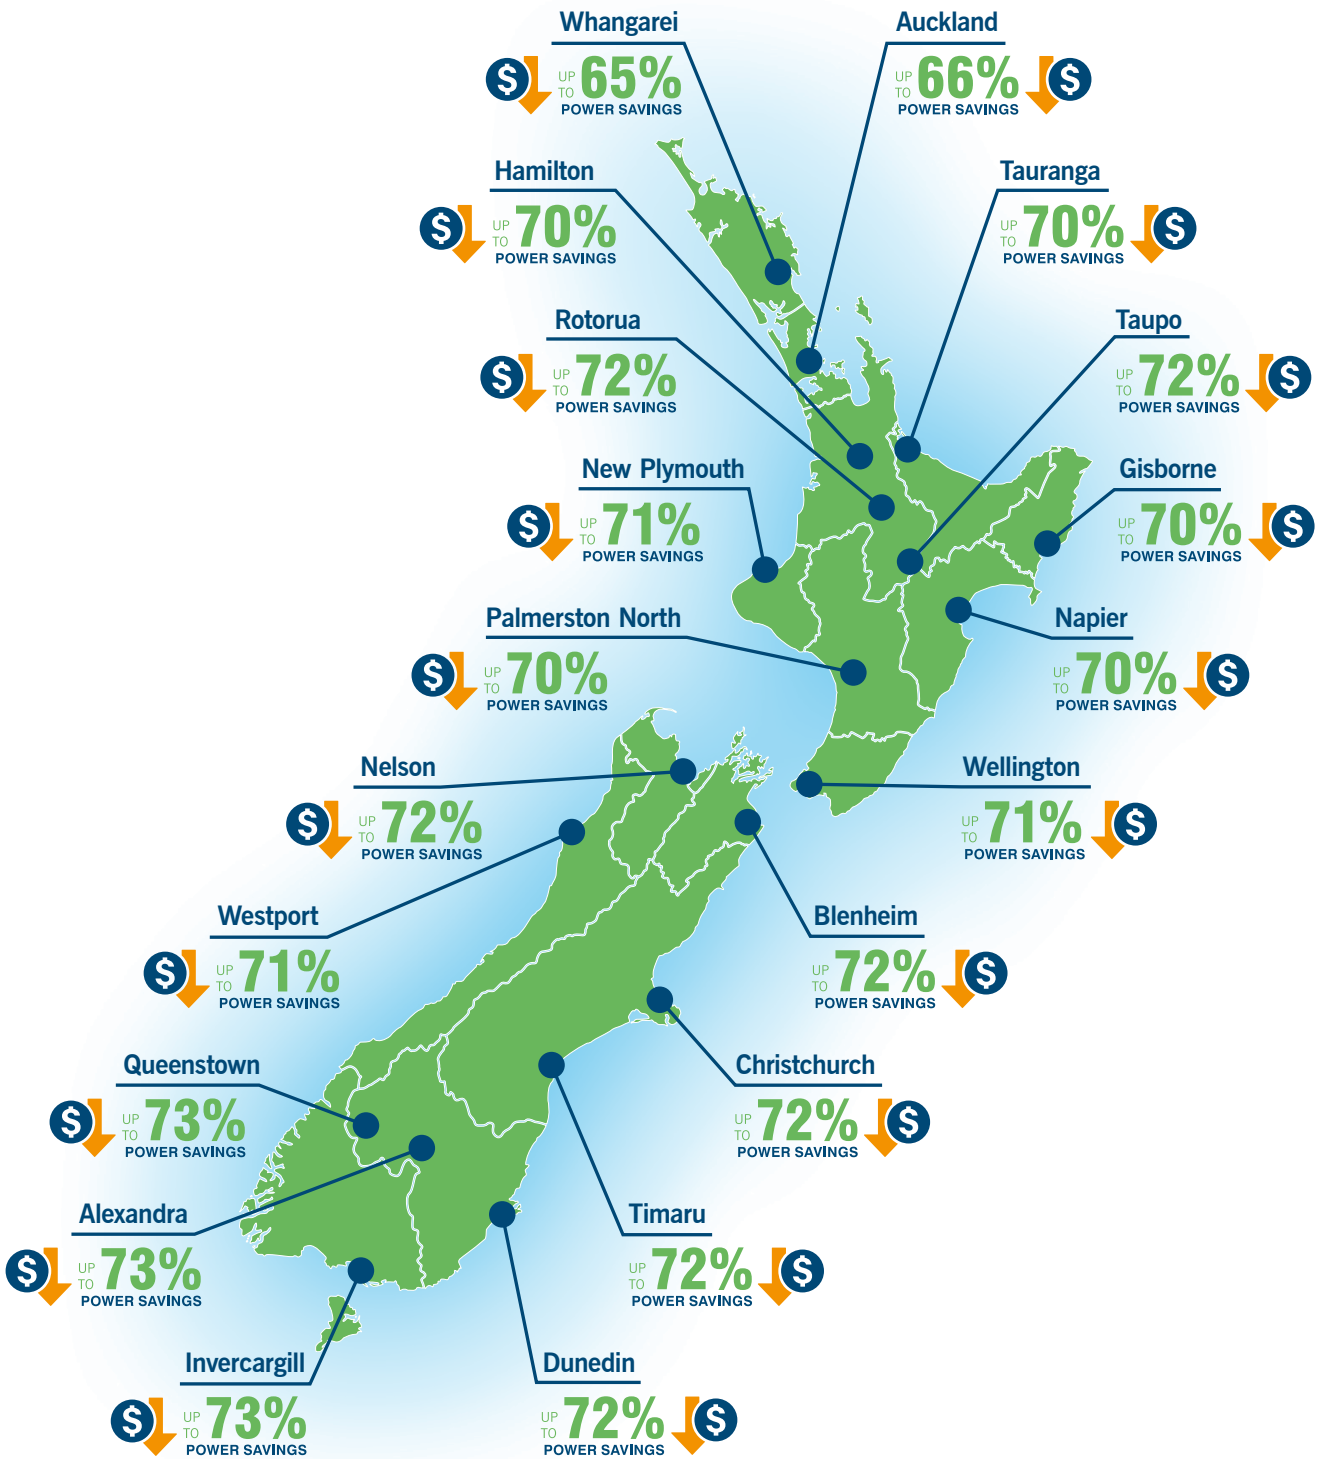 Whangarei
$
UP
TO
65%
POWER SAVINGS
Auckland
UP
TO
66%
POWER SAVINGS
$
Hamilton
$
UP
TO
70%
POWER SAVINGS
Tauranga
UP
TO
70%
POWER SAVINGS
$
Rotorua
$
UP
TO
72%
POWER SAVINGS
Taupo
UP
TO
72%
POWER SAVINGS
$
New Plymouth
$
UP
TO
71%
POWER SAVINGS
Gisborne
UP
TO
70%
POWER SAVINGS
$
Palmerston North
$
UP
TO
70%
POWER SAVINGS
Napier
UP
TO
70%
POWER SAVINGS
$
Nelson
$
UP
TO
72%
POWER SAVINGS
Wellington
UP
TO
71%
POWER SAVINGS
$
Westport
$
UP
TO
71%
POWER SAVINGS
Blenheim
UP
TO
72%
POWER SAVINGS
$
Queenstown
$
UP
TO
73%
POWER SAVINGS
Christchurch
UP
TO
72%
POWER SAVINGS
$
Alexandra
$
UP
TO
73%
POWER SAVINGS
Timaru
UP
TO
72%
POWER SAVINGS
$
Invercargill
$
UP
TO
73%
POWER SAVINGS
Dunedin
UP
TO
72%
POWER SAVINGS
$